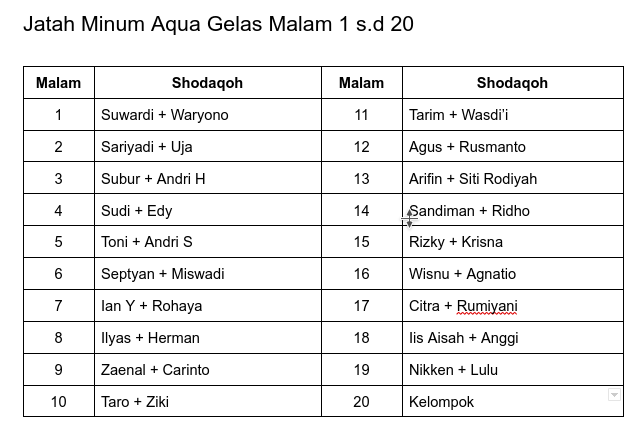 Jatah Minum Aqua Gelas Malam 1 s.d 20
Malam Shodaqoh Malam Shodaqoh
1 Suwardi + Waryono 11 Tarim + Wasdi’i
2 Sariyadi + Uja 12 Agus + Rusmanto
3 Subur + Andri H 13 Arifin + Siti Rodiyah
4 Sudi + Edy 14 Sandiman + Ridho
5 Toni + Andri S 15 Rizky + Krisna
6 Septyan + Miswadi 16 Wisnu + Agnatio
7 Ian Y + Rohaya 17 Citra + Rumiyani
8 Ilyas + Herman 18 Iis Aisah + Anggi
9 Zaenal + Carinto 19 Nikken + Lulu
10 Taro + Ziki 20 Kelompok